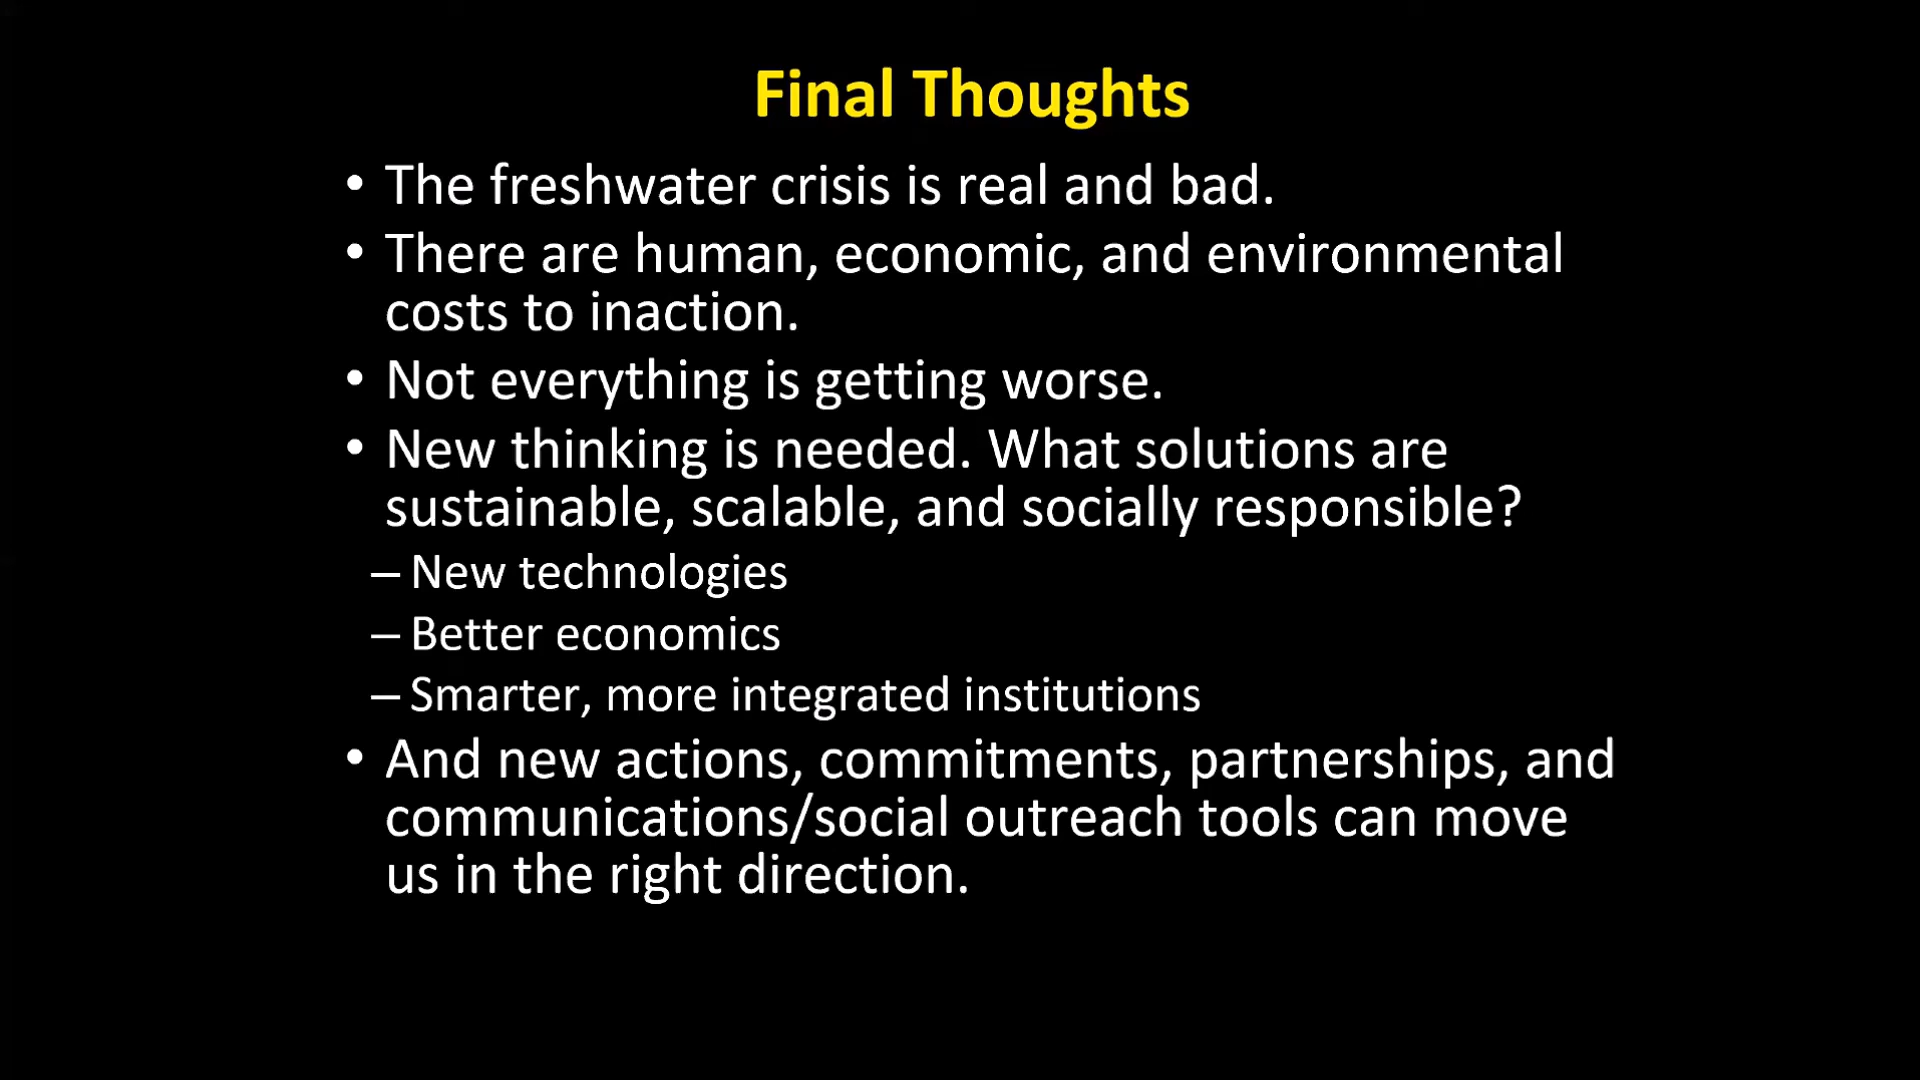 Final Thoughts
• The freshwater crisis is real and bad.
• There are human, economic, and environmental
costs to inaction.
• Not everything is getting worse.
• New thinking is needed. What solutions are
sustainable, scalable, and socially responsible?
– New technologies
– Better economics
– Smarter, more integrated institutions
• And new actions, commitments, partnerships, and
communications/social outreach tools can move
us in the right direction.